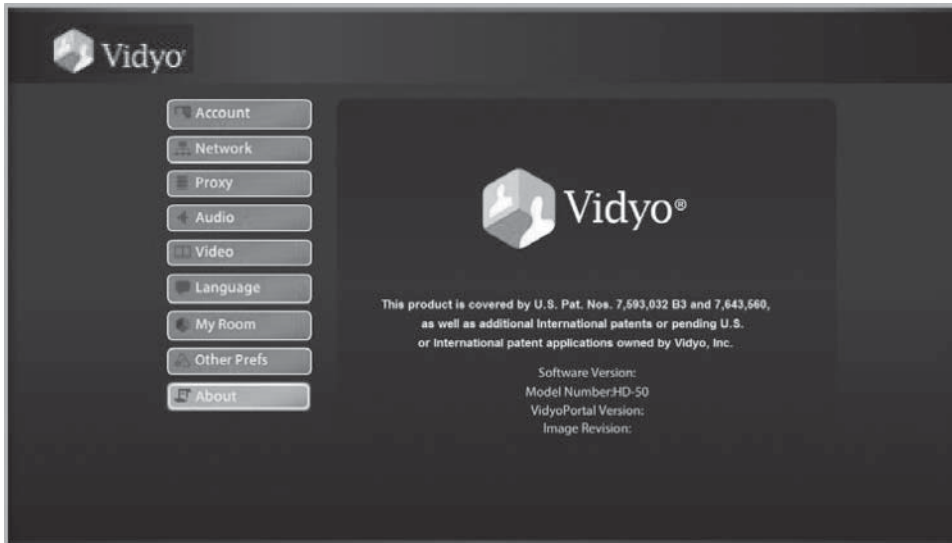 Vidyo
Account
Network
Proxy
Audio
Video
Language
My Room
Other Prefs
About
Vidyo®
This product is covered by U.S. Pat. Nos. 7,593,032 B3 and 7,643,560,
as well as additional International patents or pending U.S.
or International patent applications owned by Vidyo, Inc.
Software Version:
Model Number:HD-50
VidyoPortal Version:
Image Revision: